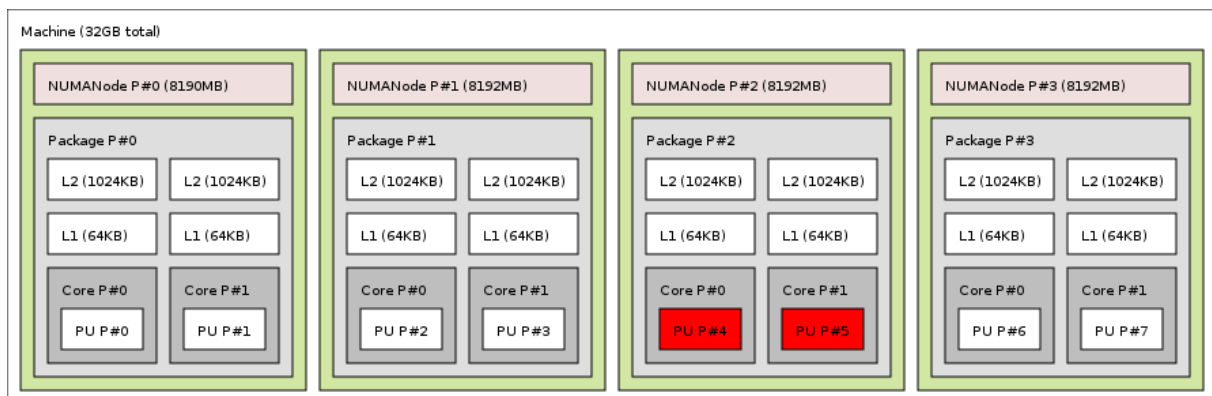 Machine (32GB total)
NUMANode P#0 (8190MB)
Package P#0
L2 (1024KB) L2 (1024KB)
L1 (64KB) L1 (64KB)
Core P#0 Core P#1
PU P#0 PU P#1
NUMANode P#1 (8192MB)
Package P#1
L2 (1024KB) L2 (1024KB)
L1 (64KB) L1 (64KB)
Core P#0 Core P#1
PU P#2 PU P#3
NUMANode P#2 (8192MB)
Package P#2
L2 (1024KB) L2 (1024KB)
L1 (64KB) L1 (64KB)
Core P#0 Core P#1
PU P#4 PU P#5
NUMANode P#3 (8192MB)
Package P#3
L2 (1024KB) L2 (1024KB)
L1 (64KB) L1 (64KB)
Core P#0 Core P#1
PU P#6 PU P#7